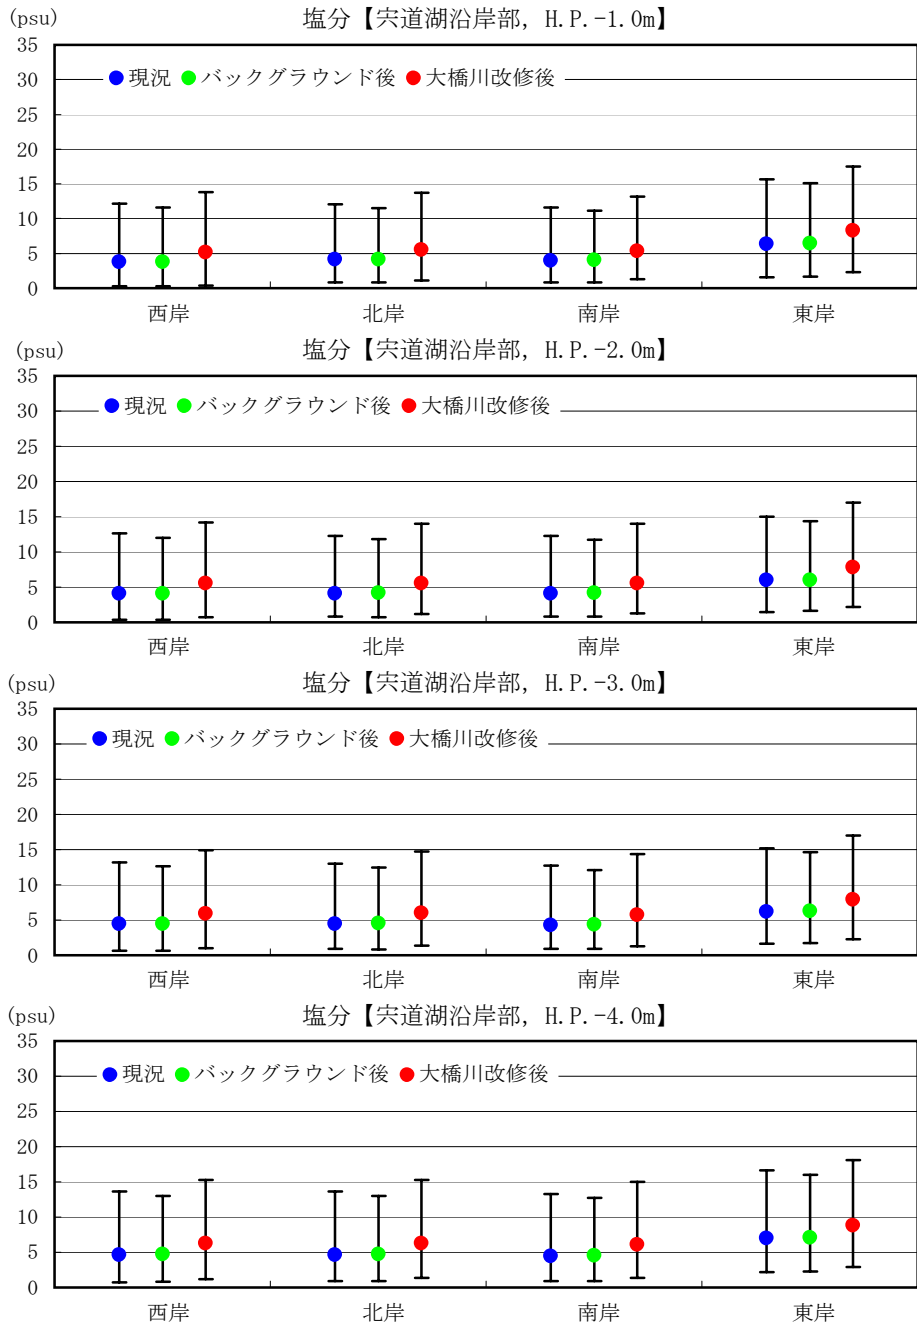 (psu)
塩分【宍道湖沿岸部, H.P.-1.0m】
35
30
● 現況 ● バックグラウンド後 ● 大橋川改修後
25
20
15
10
5
0
西岸 北岸 南岸 東岸
(psu)
塩分【宍道湖沿岸部, H.P.-2.0m】
35
● 現況 ● バックグラウンド後 ● 大橋川改修後
30
25
20
15
10
5
0
西岸 北岸 南岸 東岸
(psu)
塩分【宍道湖沿岸部, H.P.-3.0m】
35
● 現況 ● バックグラウンド後 ● 大橋川改修後
30
25
20
15
10
5
0
西岸 北岸 南岸 東岸
(psu)
塩分【宍道湖沿岸部, H.P.-4.0m】
35
30
● 現況 ● バックグラウンド後 ● 大橋川改修後
25
20
15
10
5
0
西岸 北岸 南岸 東岸